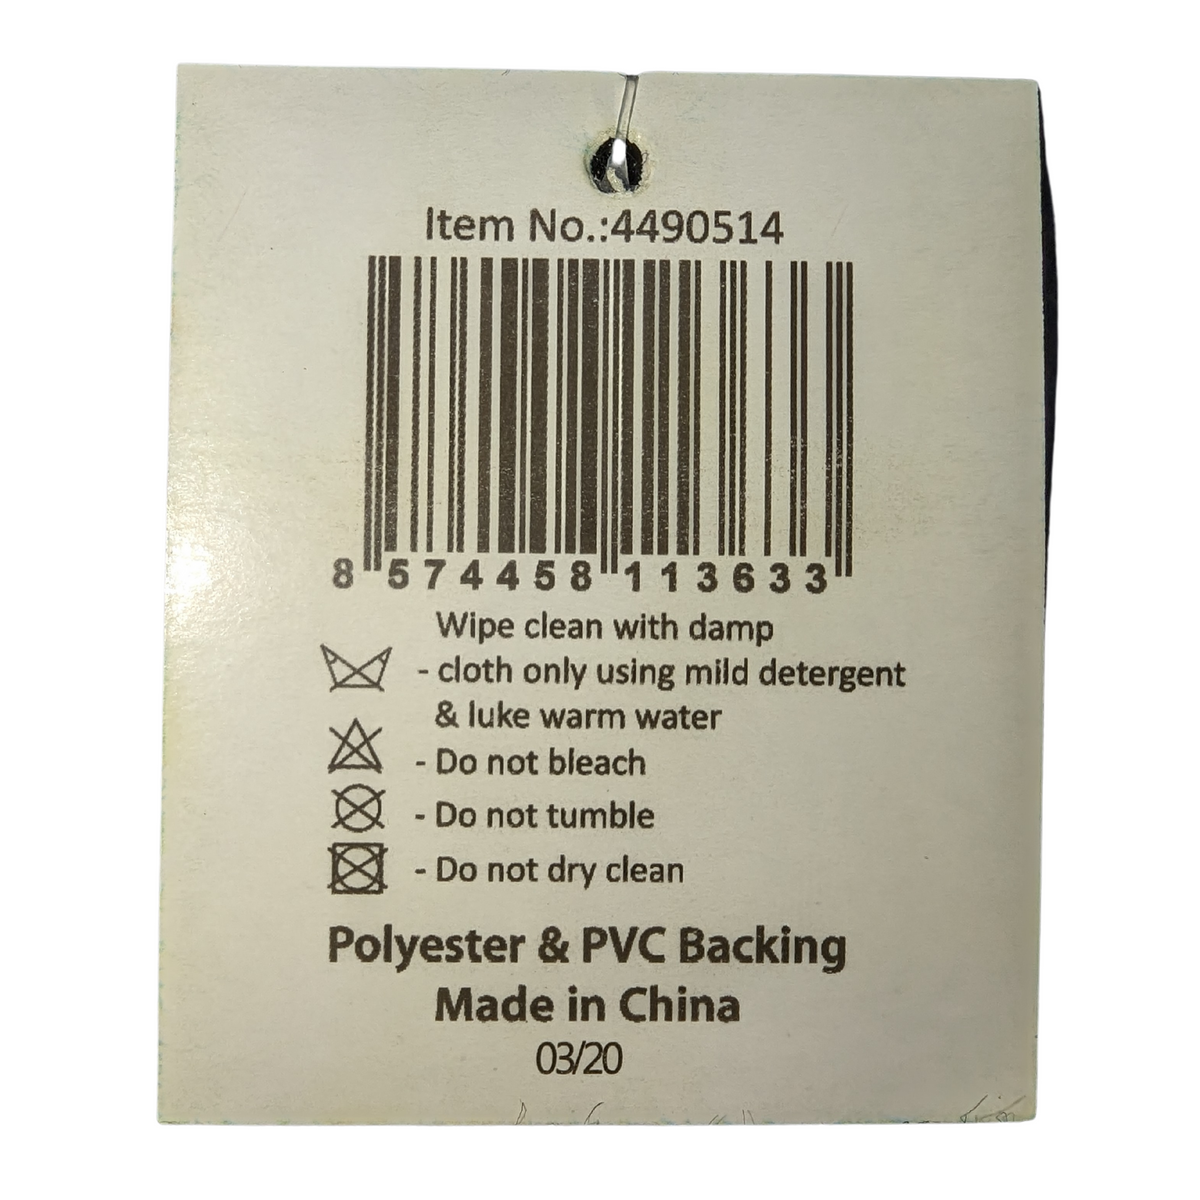 Item No.:4490514
8 574458 113633
Wipe clean with damp
- cloth only using mild detergent
& luke warm water
- Do not bleach
- Do not tumble
- Do not dry clean
Polyester & PVC Backing
Made in China
03/20